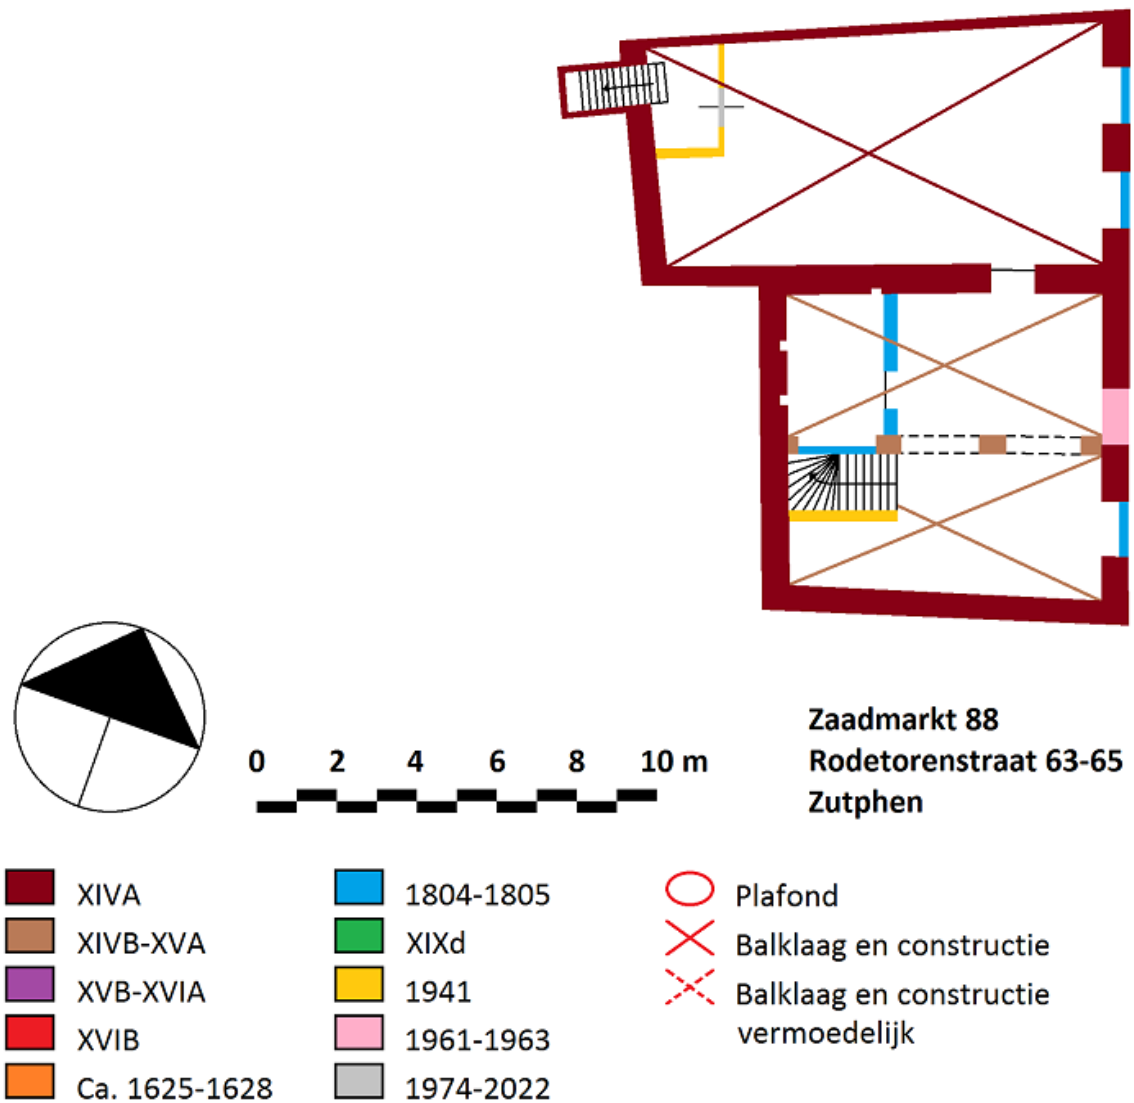 Zaadmarkt 88
Rodetorenstraat 63-65
Zutphen
0 2 4 6 8 10 m
XIVA
XIVB-XVA
XVB-XVIA
XVIB
Ca. 1625-1628
1804-1805
XIXd
1941
1961-1963
1974-2022
Plafond
Balklaag en constructie
Balklaag en constructie
vermoedelijk